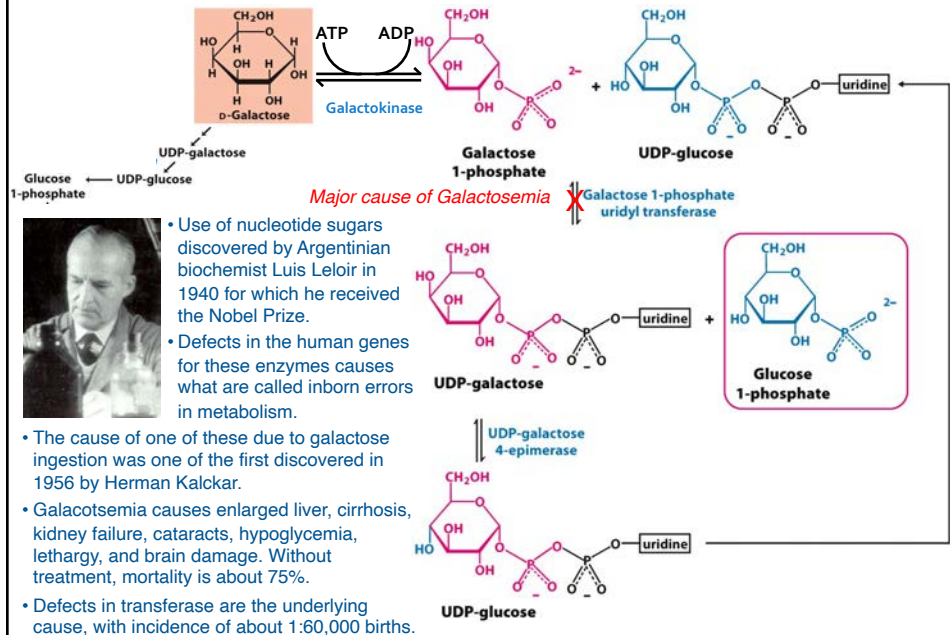 CH₂OH
O
HO
H
H
H
OH
H
H
OH
OH
D-Galactose
ATP
ADP
Galactokinase
CH₂OH
HO
O
OH
O
OH
P
O
O
O
2–
Galactose
1-phosphate
+
CH₂OH
O
OH
HO
O
OH
P
O
P
O
uridine
O
O
O
O
–
–
UDP-glucose
UDP-galactose
UDP-glucose
Glucose
1-phosphate
Major cause of Galactosemia
X
Galactose 1-phosphate
uridyl transferase
• Use of nucleotide sugars
discovered by Argentinian
biochemist Luis Leloir in
1940 for which he received
the Nobel Prize.
• Defects in the human genes
for these enzymes causes
what are called inborn errors
in metabolism.
• The cause of one of these due to galactose
ingestion was one of the first discovered in
1956 by Herman Kalckar.
• Galacotsemia causes enlarged liver, cirrhosis,
kidney failure, cataracts, hypoglycemia,
lethargy, and brain damage. Without
treatment, mortality is about 75%.
• Defects in transferase are the underlying
cause, with incidence of about 1:60,000 births.
CH₂OH
HO
O
OH
O
OH
P
O
P
O
uridine
O
O
O
O
–
–
UDP-galactose
+
CH₂OH
O
2–
OH
HO
O
OH
P
O
O
O
Glucose
1-phosphate
UDP-galactose
4-epimerase
CH₂OH
O
OH
HO
O
OH
P
O
P
O
uridine
O
O
O
O
–
–
UDP-glucose